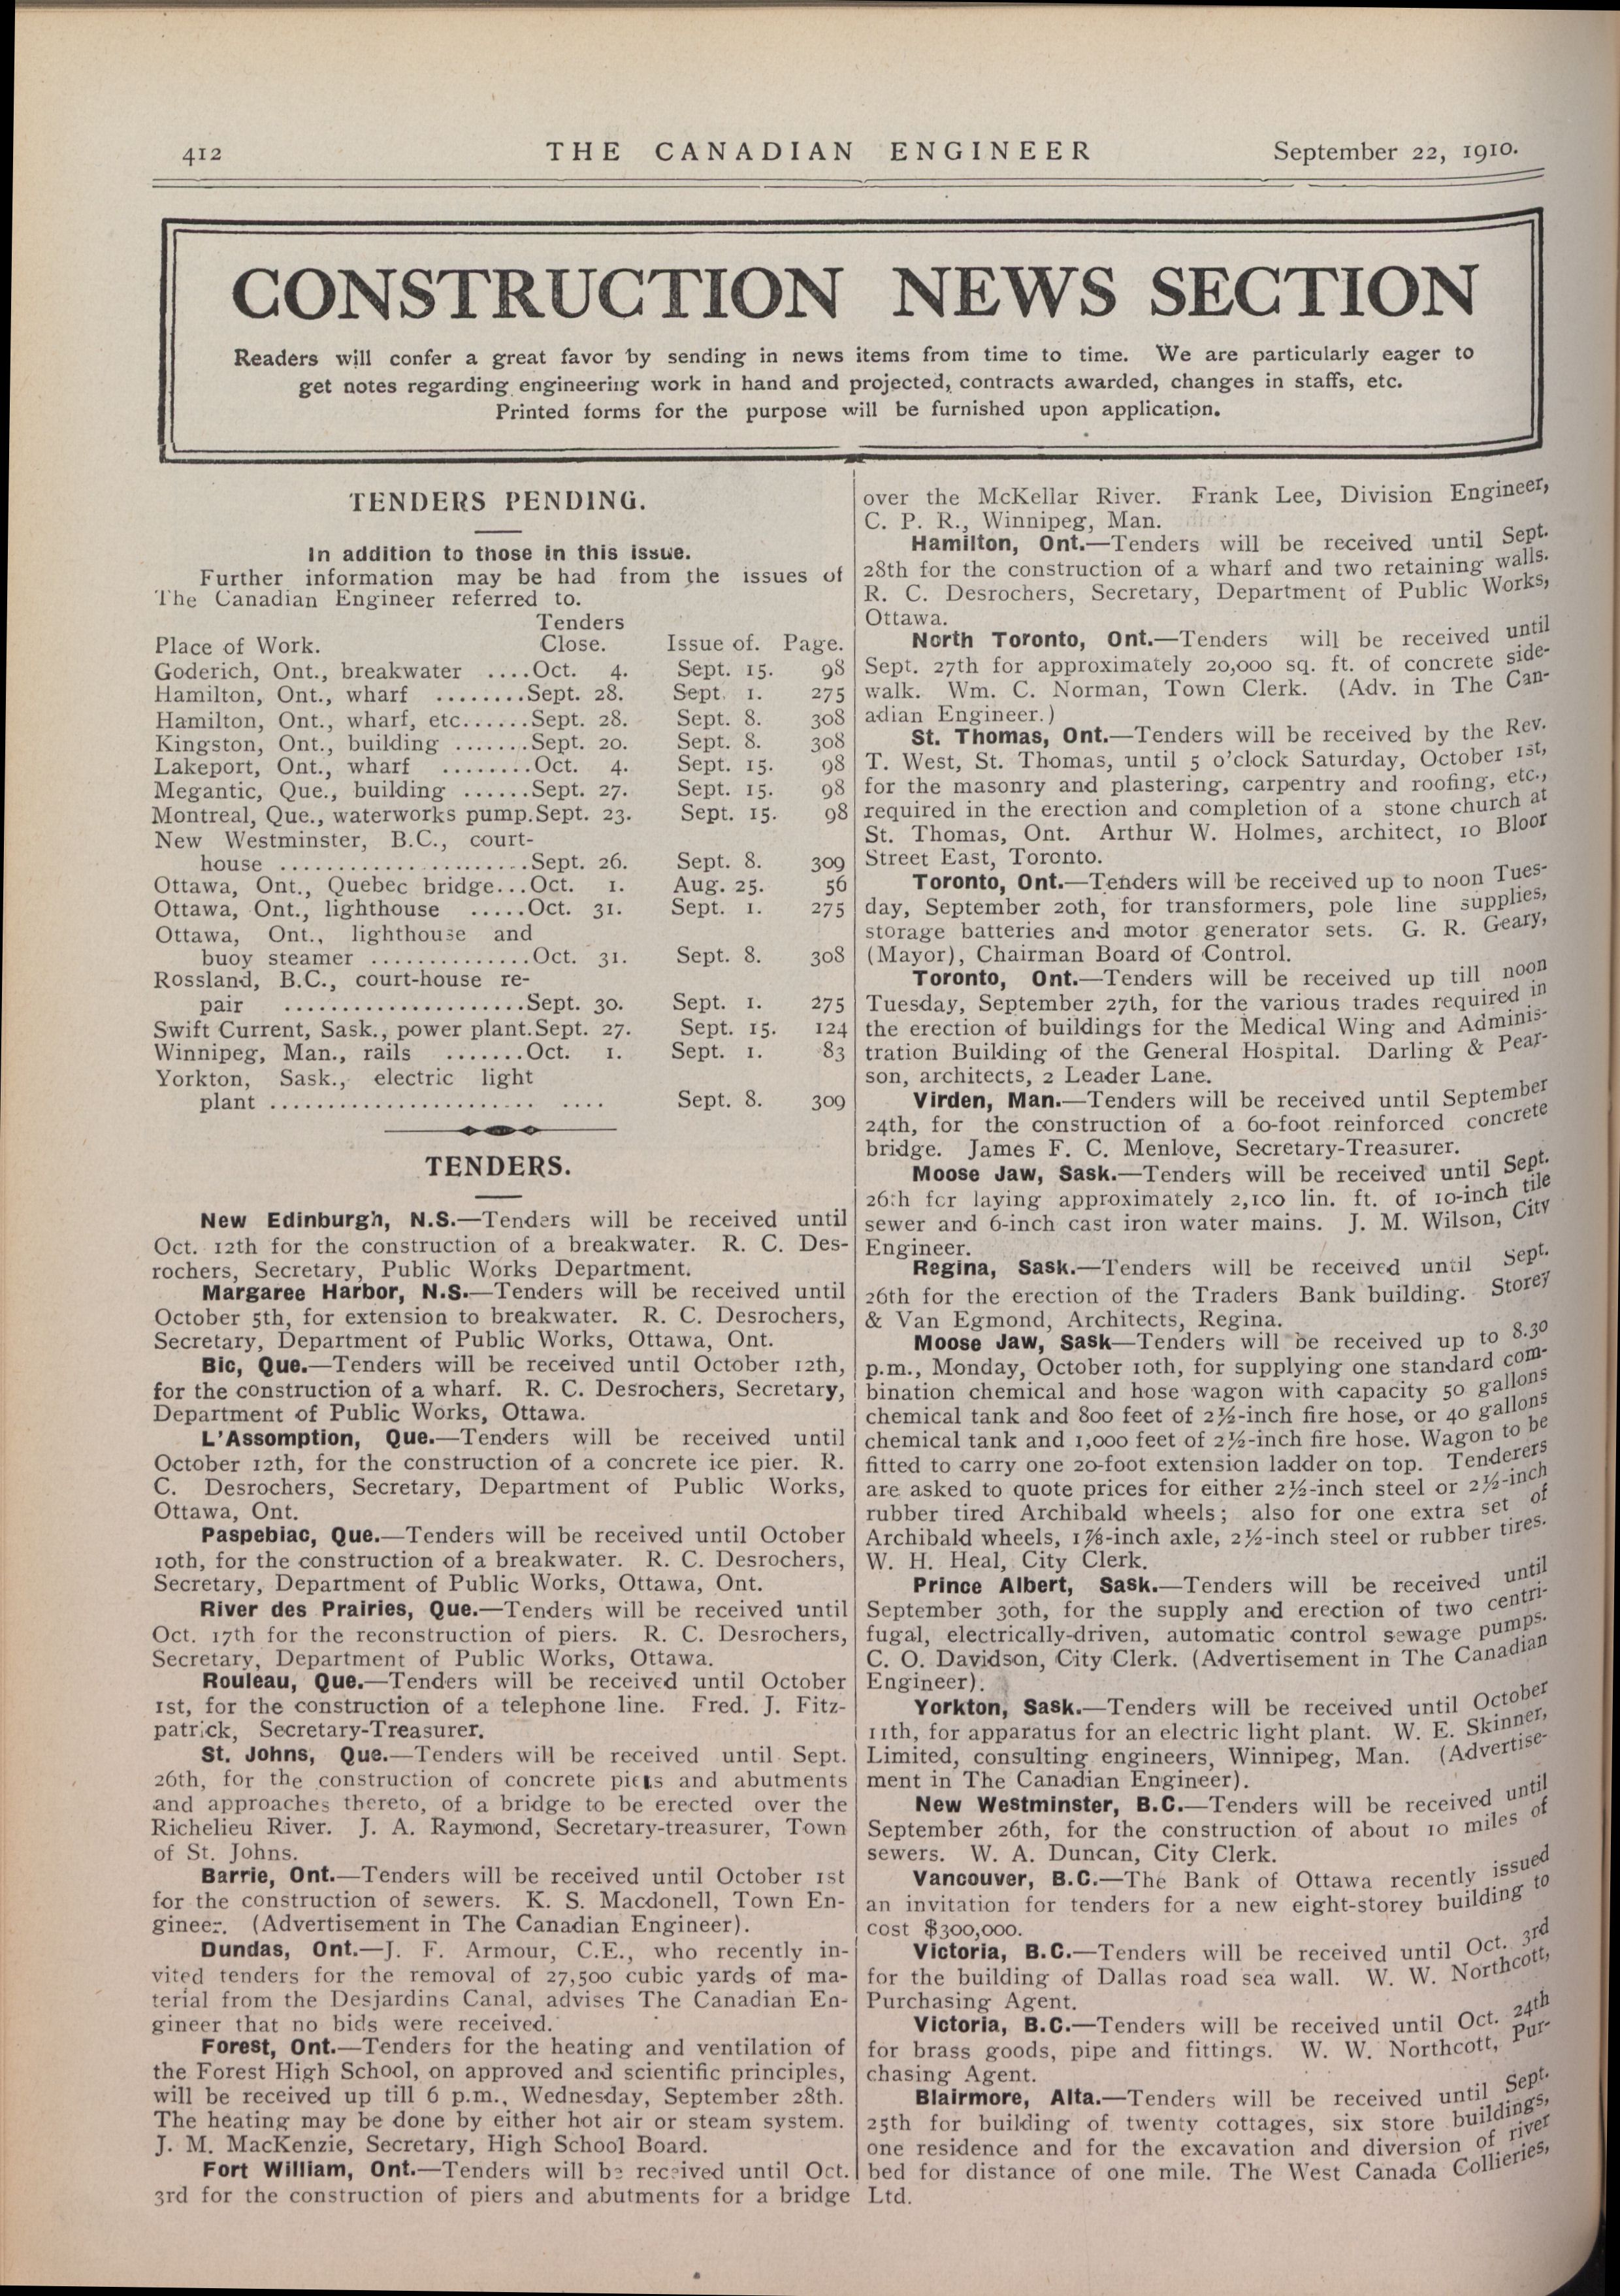 412 THE CANADIAN ENGINEER September 22, 1910.
CONSTRUCTION NEWS SECTION
Readers will confer a great favor by sending in news items from time to time. We are particularly eager to
get notes regarding engineering work in hand and projected, contracts awarded, changes in staffs, etc.
Printed forms for the purpose will be furnished upon application.
TENDERS PENDING.
In addition to those in this issue.
Further information may be had from the issues of
The Canadian Engineer referred to.
Tenders
Place of Work. Close. Issue of. Page.
Goderich, Ont., breakwater ....Oct. 4. Sept. 15. 98
Hamilton, Ont., wharf ........Sept. 28. Sept. 1. 275
Hamilton, Ont., wharf, etc......Sept. 28. Sept. 8. 308
Kingston, Ont., building .......Sept. 20. Sept. 8. 308
Lakeport, Ont., wharf ........Oct. 4. Sept. 15. 98
Megantic, Que., building ......Sept. 27. Sept. 15. 98
Montreal, Que., waterworks pump.Sept. 23. Sept. 15. 98
New Westminster, B.C., court-
house ......................Sept. 26. Sept. 8. 309
Ottawa, Ont., Quebec bridge...Oct. 1. Aug. 25. 56
Ottawa, Ont., lighthouse .....Oct. 31. Sept. 1. 275
Ottawa, Ont., lighthouse and
buoy steamer ..............Oct. 31. Sept. 8. 308
Rossland, B.C., court-house re-
pair .....................Sept. 30. Sept. 1. 275
Swift Current, Sask., power plant.Sept. 27. Sept. 15. 124
Winnipeg, Man., rails .......Oct. 1. Sept. 1. 83
Yorkton, Sask., electric light
plant ....................... .... Sept. 8. 309
TENDERS.
New Edinburgh, N.S.—Tenders will be received until
Oct. 12th for the construction of a breakwater. R. C. Des-
rochers, Secretary, Public Works Department.
Margaree Harbor, N.S.—Tenders will be received until
October 5th, for extension to breakwater. R. C. Desrochers,
Secretary, Department of Public Works, Ottawa, Ont.
Bic, Que.—Tenders will be received until October 12th,
for the construction of a wharf. R. C. Desrochers, Secretary,
Department of Public Works, Ottawa.
L'Assomption, Que.—Tenders will be received until
October 12th, for the construction of a concrete ice pier. R.
C. Desrochers, Secretary, Department of Public Works,
Ottawa, Ont.
Paspebiac, Que.—Tenders will be received until October
10th, for the construction of a breakwater. R. C. Desrochers,
Secretary, Department of Public Works, Ottawa, Ont.
River des Prairies, Que.—Tenders will be received until
Oct. 17th for the reconstruction of piers. R. C. Desrochers,
Secretary, Department of Public Works, Ottawa.
Rouleau, Que.—Tenders will be received until October
1st, for the construction of a telephone line. Fred. J. Fitz-
patrick, Secretary-Treasurer.
St. Johns, Que.—Tenders will be received until Sept.
26th, for the construction of concrete piers and abutments
and approaches thereto, of a bridge to be erected over the
Richelieu River. J. A. Raymond, Secretary-treasurer, Town
of St. Johns.
Barrie, Ont.—Tenders will be received until October 1st
for the construction of sewers. K. S. Macdonell, Town En-
gineer. (Advertisement in The Canadian Engineer).
Dundas, Ont.—J. F. Armour, C.E., who recently in-
vited tenders for the removal of 27,500 cubic yards of ma-
terial from the Desjardins Canal, advises The Canadian En-
gineer that no bids were received.
Forest, Ont.—Tenders for the heating and ventilation of
the Forest High School, on approved and scientific principles,
will be received up till 6 p.m., Wednesday, September 28th.
The heating may be done by either hot air or steam system.
J. M. MacKenzie, Secretary, High School Board.
Fort William, Ont.—Tenders will be received until Oct.
3rd for the construction of piers and abutments for a bridge
over the McKellar River. Frank Lee, Division Engineer,
C. P. R., Winnipeg, Man.
Hamilton, Ont.—Tenders will be received until Sept.
28th for the construction of a wharf and two retaining walls.
R. C. Desrochers, Secretary, Department of Public Works,
Ottawa.
North Toronto, Ont.—Tenders will be received until
Sept. 27th for approximately 20,000 sq. ft. of concrete side-
walk. Wm. C. Norman, Town Clerk. (Adv. in The Can-
adian Engineer.)
St. Thomas, Ont.—Tenders will be received by the Rev.
T. West, St. Thomas, until 5 o'clock Saturday, October 1st,
for the masonry and plastering, carpentry and roofing, etc.,
required in the erection and completion of a stone church at
St. Thomas, Ont. Arthur W. Holmes, architect, 10 Bloor
Street East, Toronto.
Toronto, Ont.—Tenders will be received up to noon Tues-
day, September 20th, for transformers, pole line supplies,
storage batteries and motor generator sets. G. R. Geary,
(Mayor), Chairman Board of Control.
Toronto, Ont.—Tenders will be received up till noon
Tuesday, September 27th, for the various trades required in
the erection of buildings for the Medical Wing and Adminis-
tration Building of the General Hospital. Darling & Pear-
son, architects, 2 Leader Lane.
Virden, Man.—Tenders will be received until September
24th, for the construction of a 60-foot reinforced concrete
bridge. James F. C. Menlove, Secretary-Treasurer.
Moose Jaw, Sask.—Tenders will be received until Sept.
26th for laying approximately 2,100 lin. ft. of 10-inch tile
sewer and 6-inch cast iron water mains. J. M. Wilson, City
Engineer.
Regina, Sask.—Tenders will be received until Sept.
26th for the erection of the Traders Bank building. Storey
& Van Egmond, Architects, Regina.
Moose Jaw, Sask—Tenders will be received up to 8.30
p.m., Monday, October 10th, for supplying one standard com-
bination chemical and hose wagon with capacity 50 gallons
chemical tank and 800 feet of 2½-inch fire hose, or 40 gallons
chemical tank and 1,000 feet of 2½-inch fire hose. Wagon to be
fitted to carry one 20-foot extension ladder on top. Tenderers
are asked to quote prices for either 2½-inch steel or 2½-inch
rubber tired Archibald wheels; also for one extra set of
Archibald wheels, 1⅞-inch axle, 2½-inch steel or rubber tires.
W. H. Heal, City Clerk.
Prince Albert, Sask.—Tenders will be received until
September 30th, for the supply and erection of two centri-
fugal, electrically-driven, automatic control sewage pumps.
C. O. Davidson, City Clerk. (Advertisement in The Canadian
Engineer).
Yorkton, Sask.—Tenders will be received until October
11th, for apparatus for an electric light plant. W. E. Skinner,
Limited, consulting engineers, Winnipeg, Man. (Advertise-
ment in The Canadian Engineer).
New Westminster, B.C.—Tenders will be received until
September 26th, for the construction of about 10 miles of
sewers. W. A. Duncan, City Clerk.
Vancouver, B.C.—The Bank of Ottawa recently issued
an invitation for tenders for a new eight-storey building to
cost $300,000.
Victoria, B.C.—Tenders will be received until Oct. 3rd
for the building of Dallas road sea wall. W. W. Northcott,
Purchasing Agent.
Victoria, B.C.—Tenders will be received until Oct. 24th
for brass goods, pipe and fittings. W. W. Northcott, Pur-
chasing Agent.
Blairmore, Alta.—Tenders will be received until Sept.
25th for building of twenty cottages, six store buildings,
one residence and for the excavation and diversion of river
bed for distance of one mile. The West Canada Collieries,
Ltd.